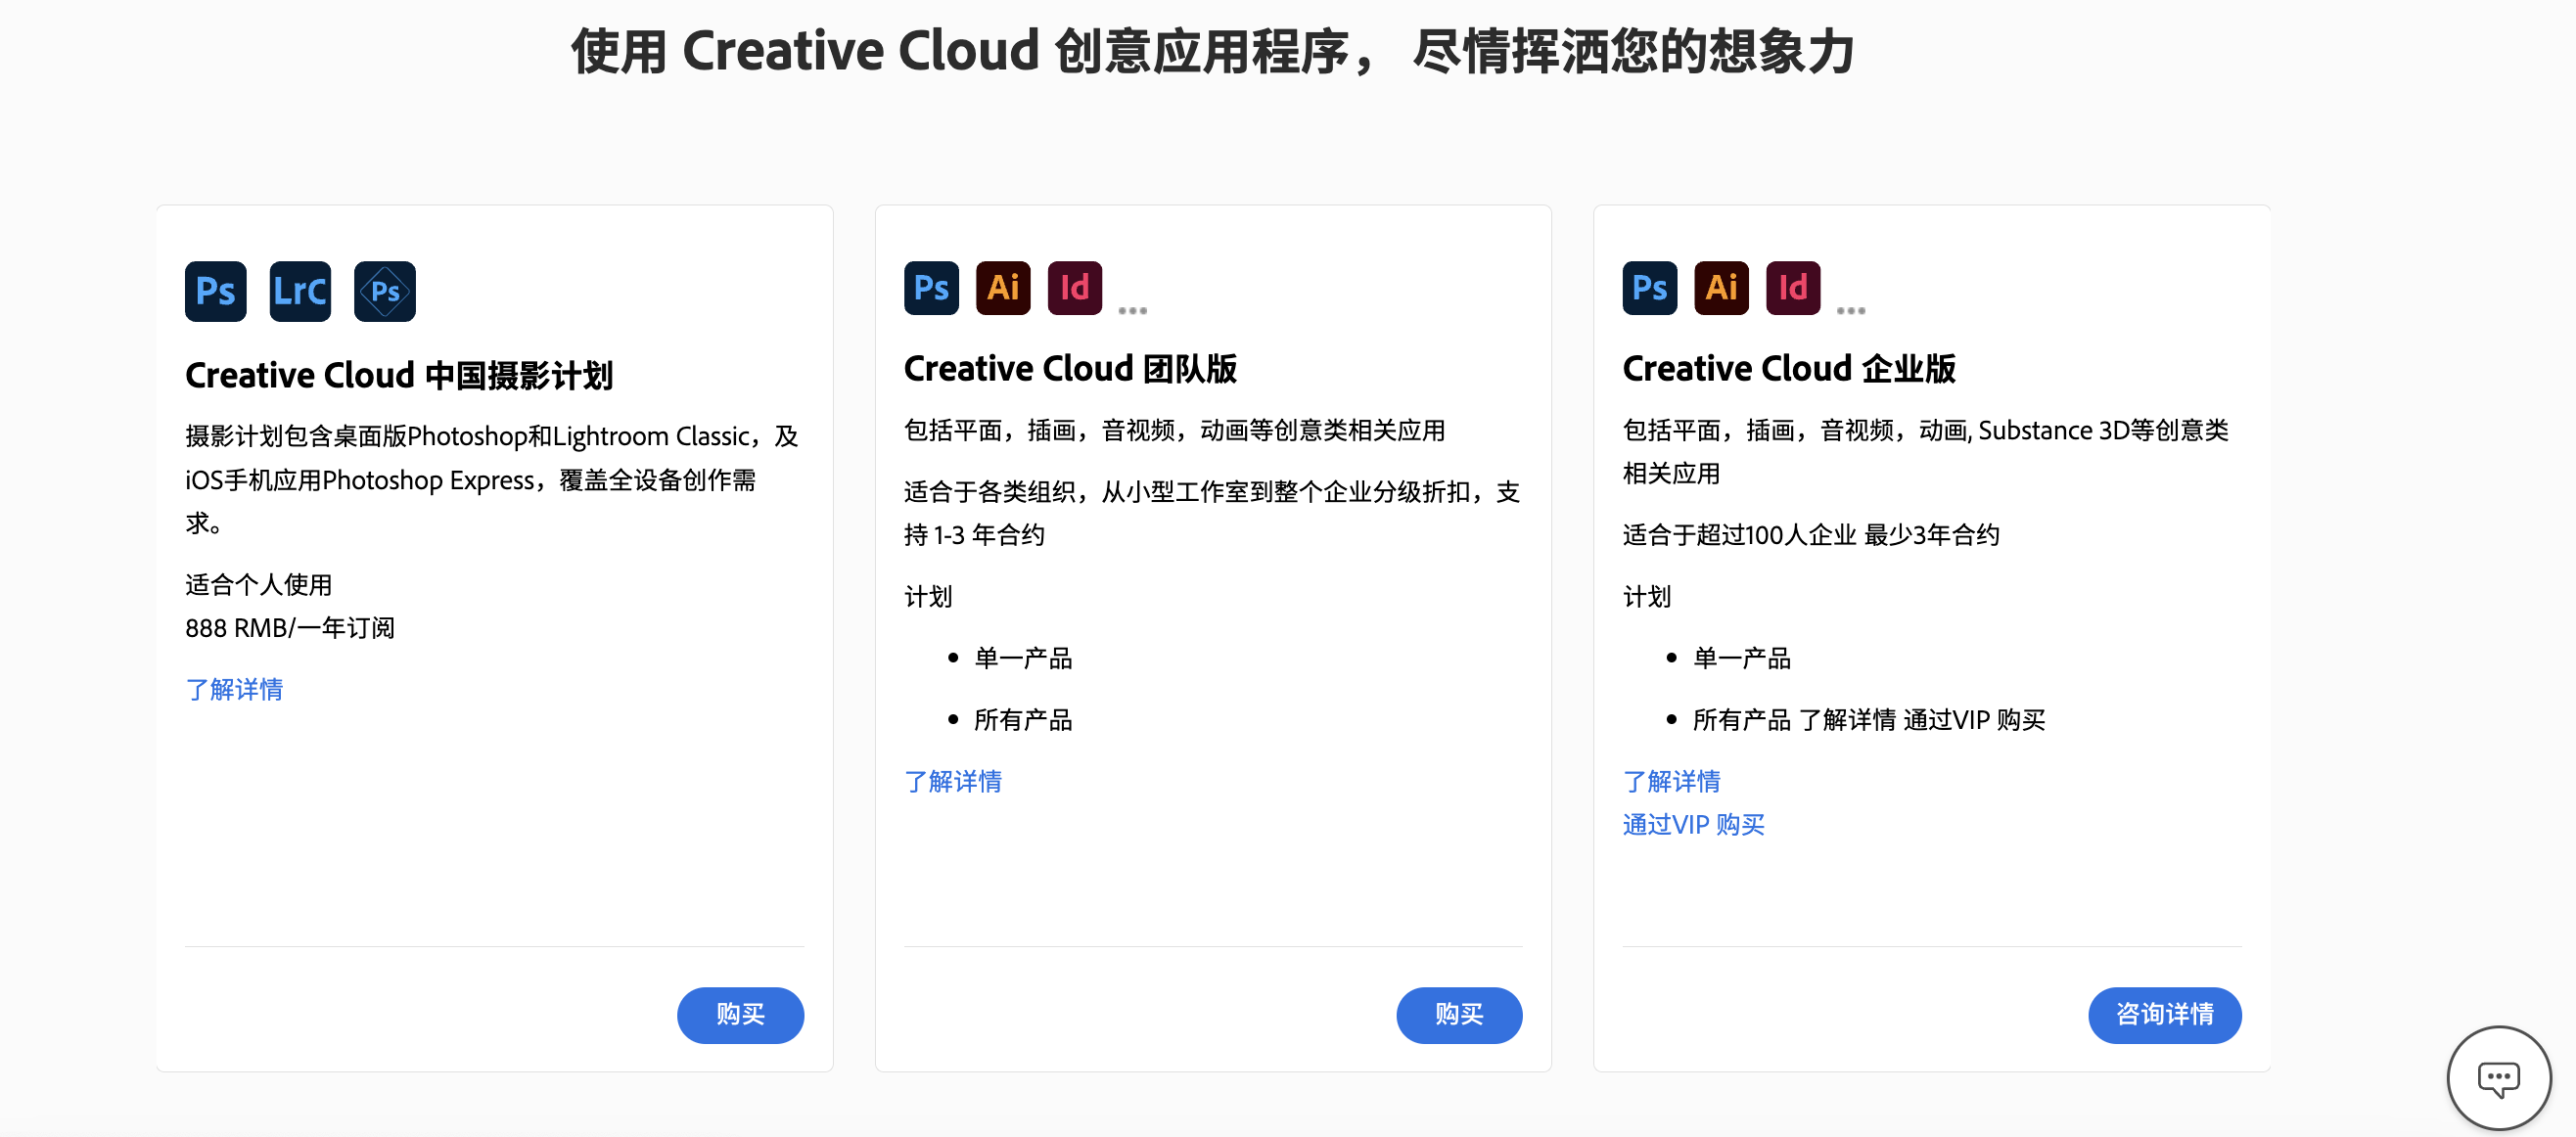 使用 Creative Cloud 创意应用程序， 尽情挥洒您的想象力
Ps LrC Ps
Creative Cloud 中国摄影计划
摄影计划包含桌面版Photoshop和Lightroom Classic，及
iOS手机应用Photoshop Express，覆盖全设备创作需
求。
适合个人使用
888 RMB/一年订阅
了解详情
购买
Ps Ai Id
Creative Cloud 团队版
包括平面，插画，音视频，动画等创意类相关应用
适合于各类组织，从小型工作室到整个企业分级折扣，支
持 1-3 年合约
计划
• 单一产品
• 所有产品
了解详情
购买
Ps Ai Id
Creative Cloud 企业版
包括平面，插画，音视频，动画, Substance 3D等创意类
相关应用
适合于超过100人企业 最少3年合约
计划
• 单一产品
• 所有产品 了解详情 通过VIP 购买
了解详情
通过VIP 购买
咨询详情